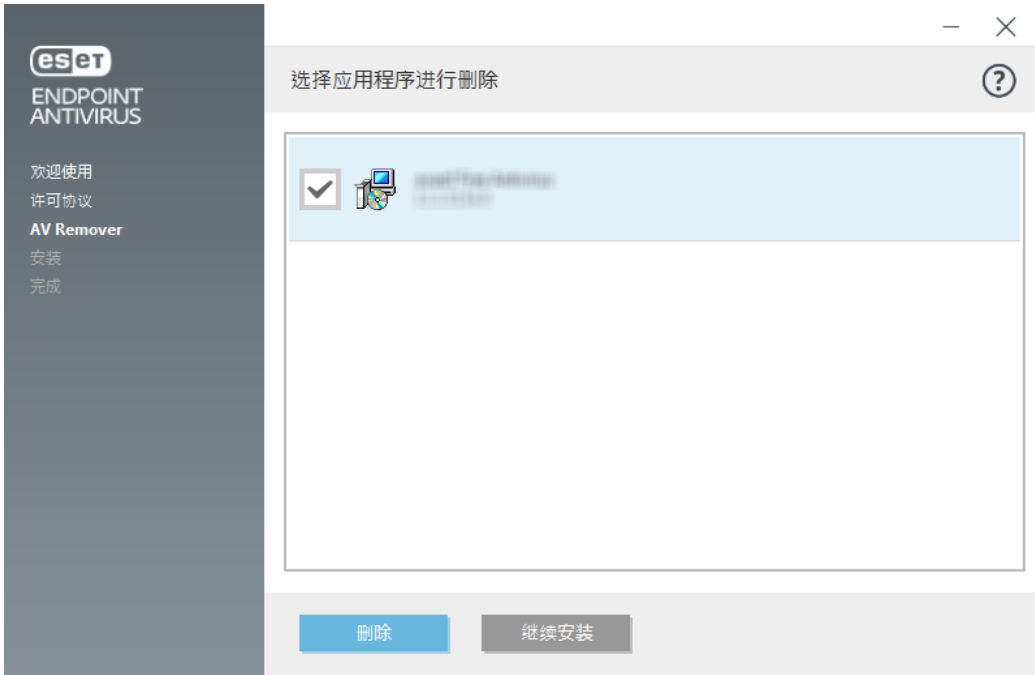 eset
ENDPOINT
ANTIVIRUS
欢迎使用
许可协议
AV Remover
安装
完成
选择应用程序进行删除
?
删除
继续安装